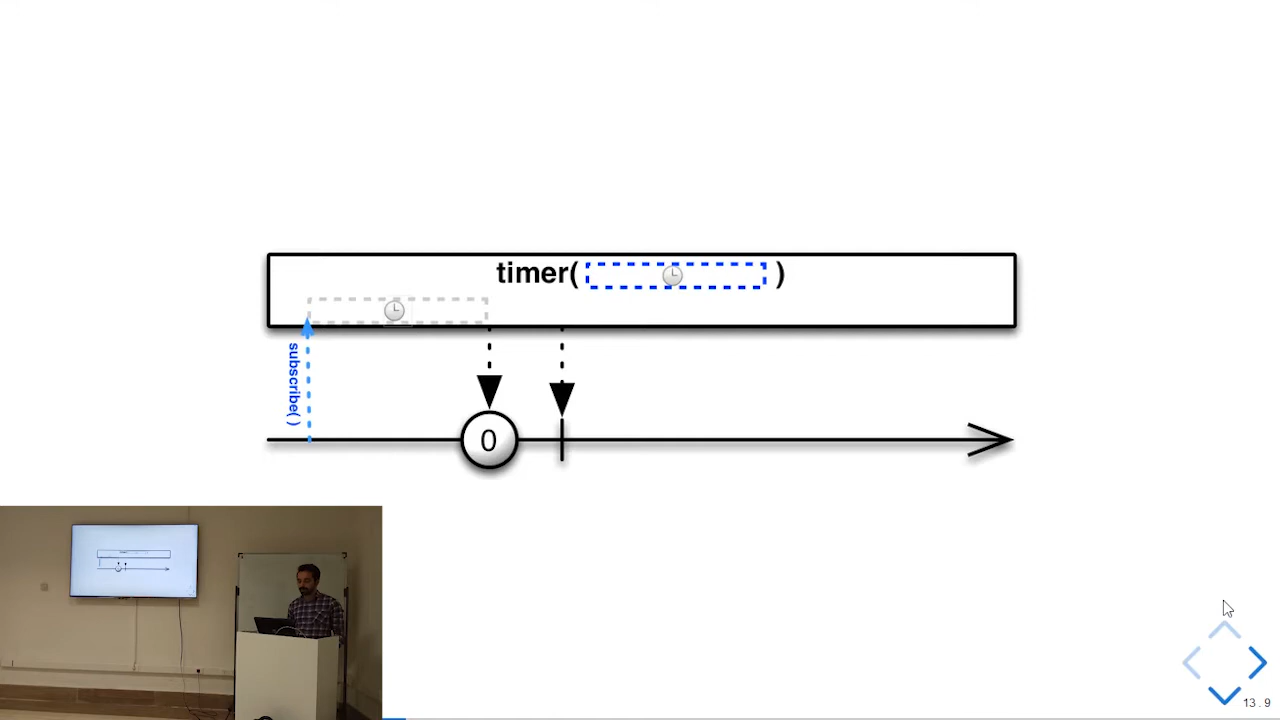 timer( )
subscribe( )
0
13 . 9